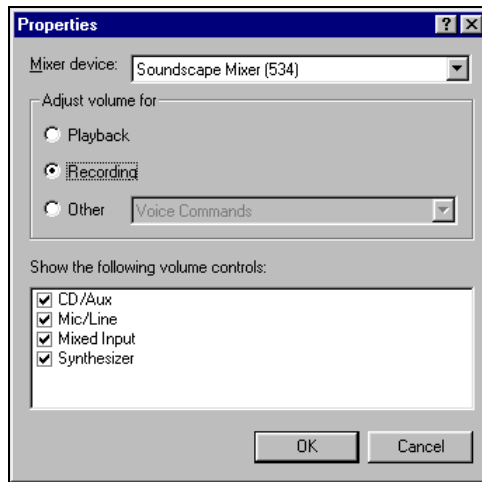 Properties
Mixer device: Soundscape Mixer (534)
Adjust volume for
Playback
Recording
Other Voice Commands
Show the following volume controls:
CD/Aux
Mic/Line
Mixed Input
Synthesizer
OK Cancel